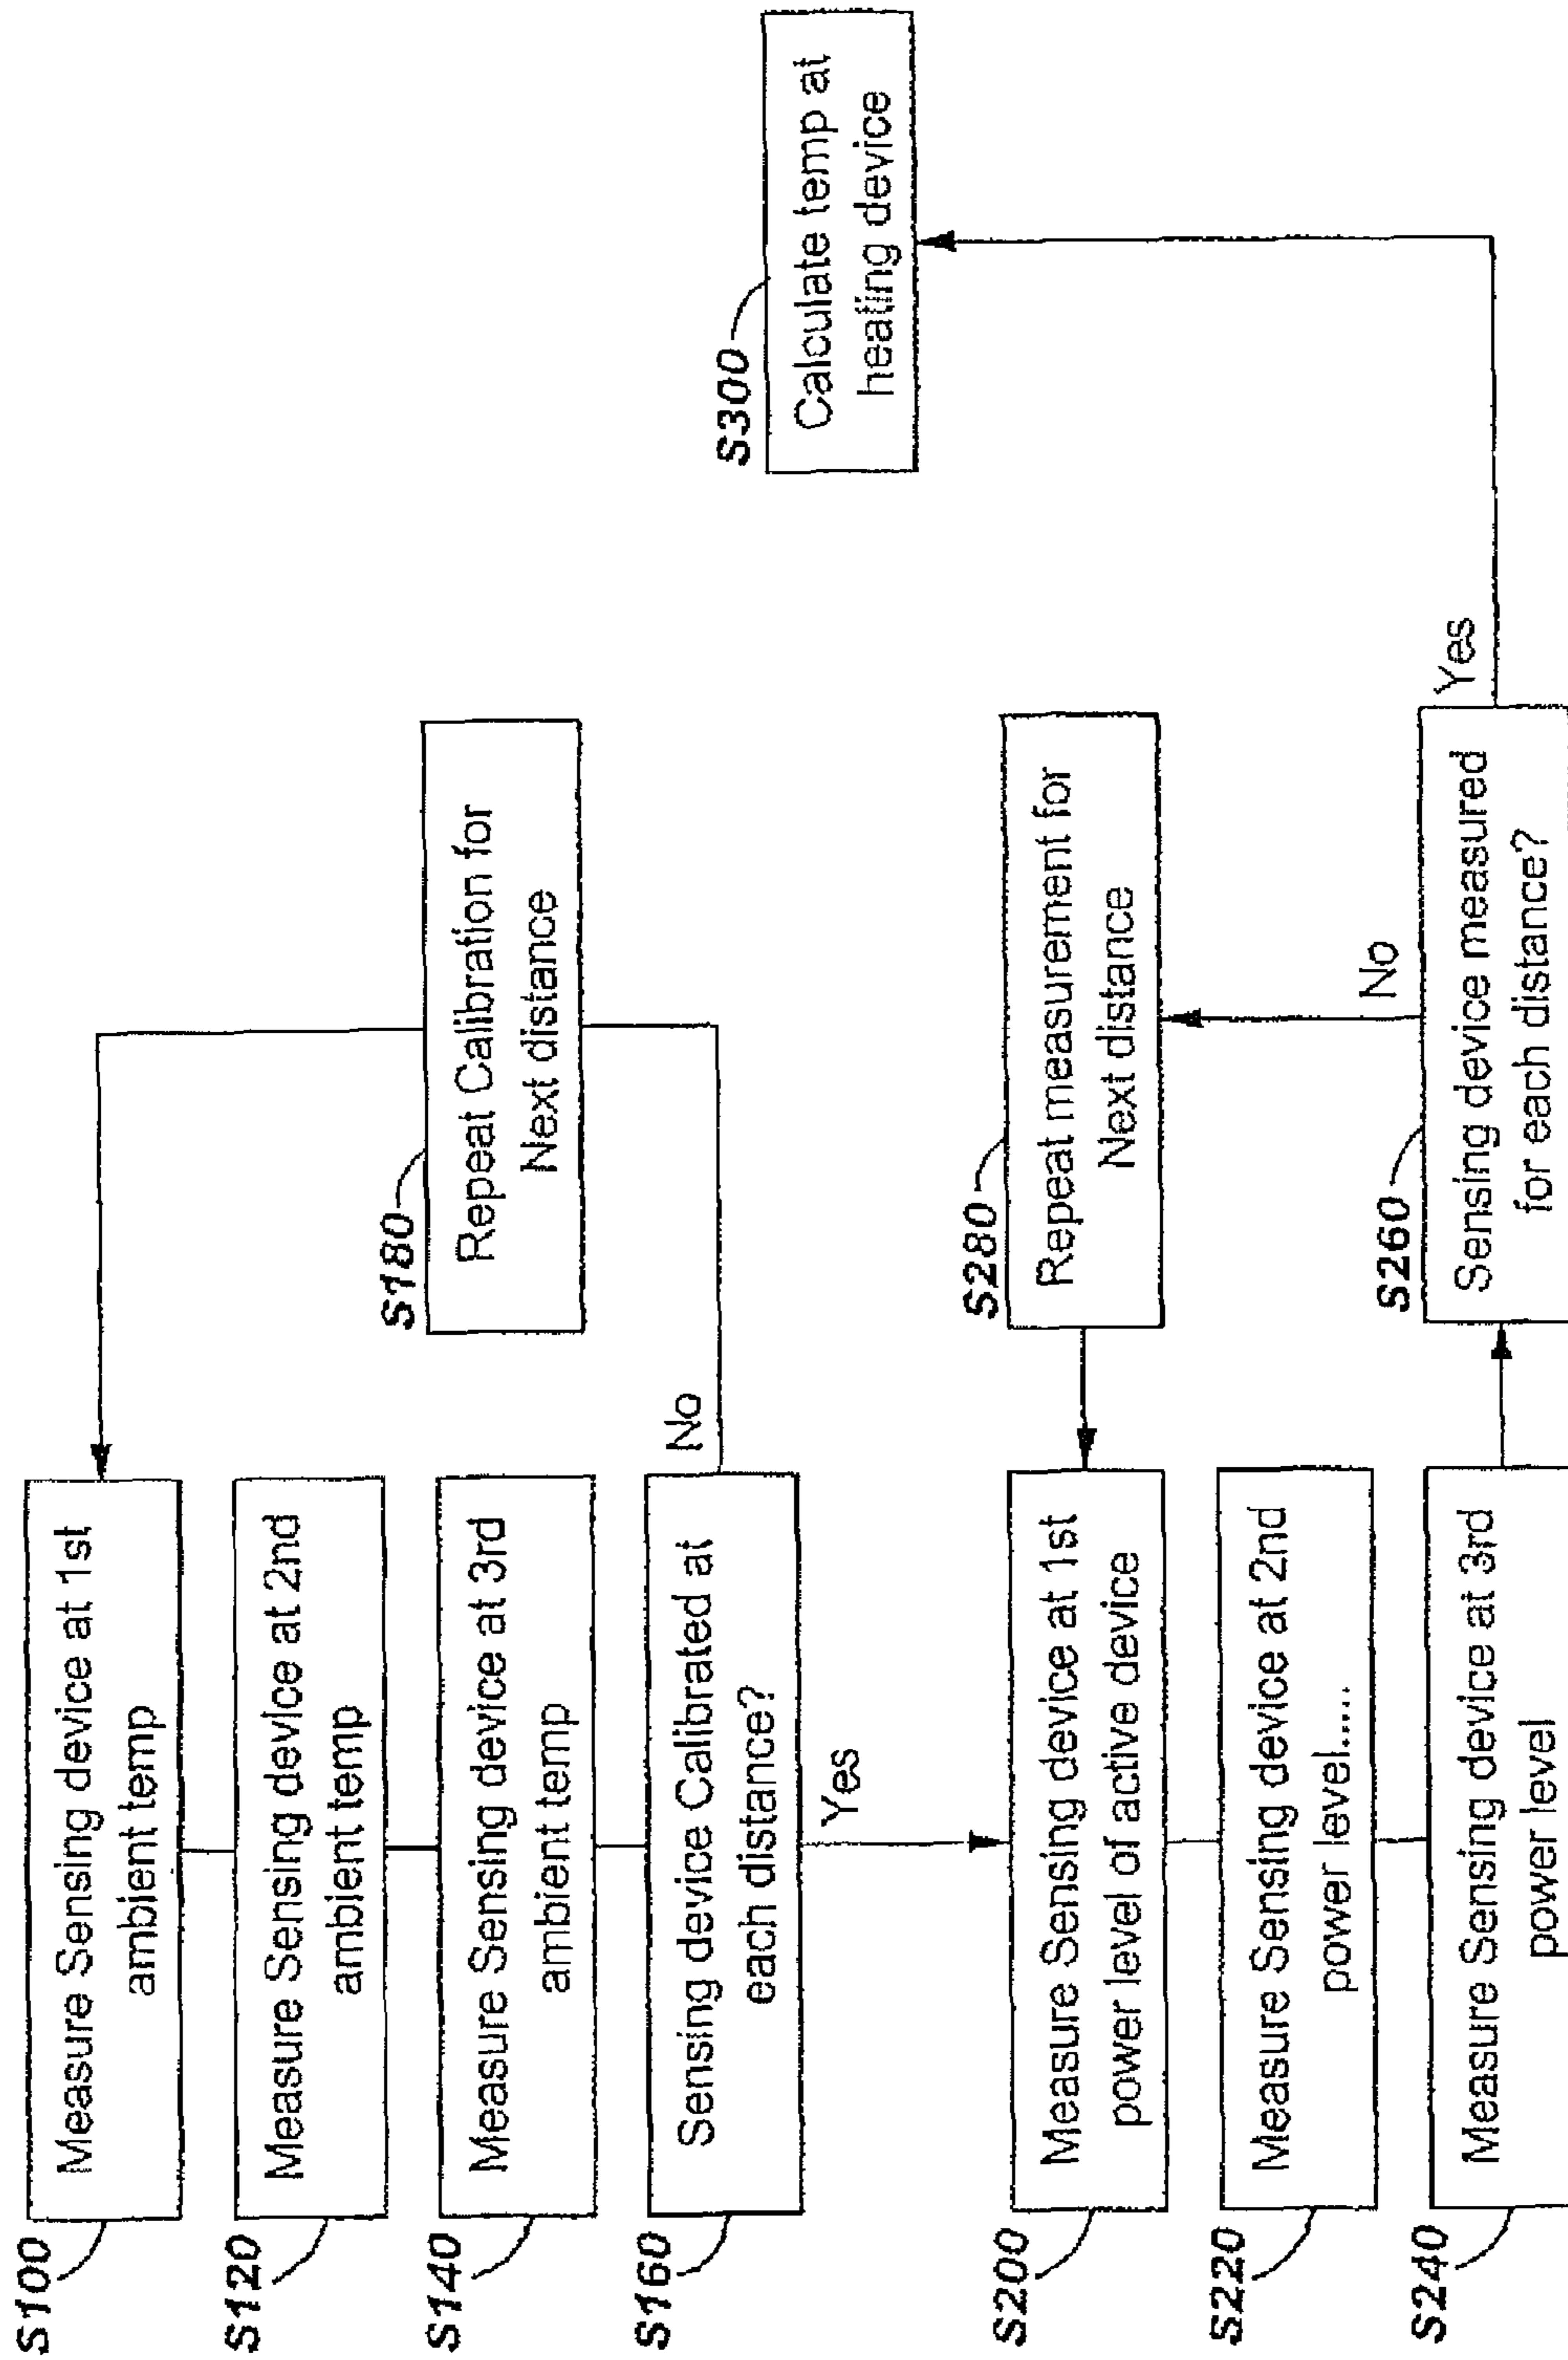 S100
Measure Sensing device at 1st
ambient temp
S120
Measure Sensing device at 2nd
ambient temp
S140
Measure Sensing device at 3rd
ambient temp
S160
Sensing device Calibrated at
each distance?
No
Yes
S180
Repeat Calibration for
Next distance
S200
Measure Sensing device at 1st
power level of active device
S220
Measure Sensing device at 2nd
power level.....
S240
Measure Sensing device at 3rd
power level
S260
Sensing device measured
for each distance?
No
Yes
S280
Repeat measurement for
Next distance
S300
Calculate temp at
heating device